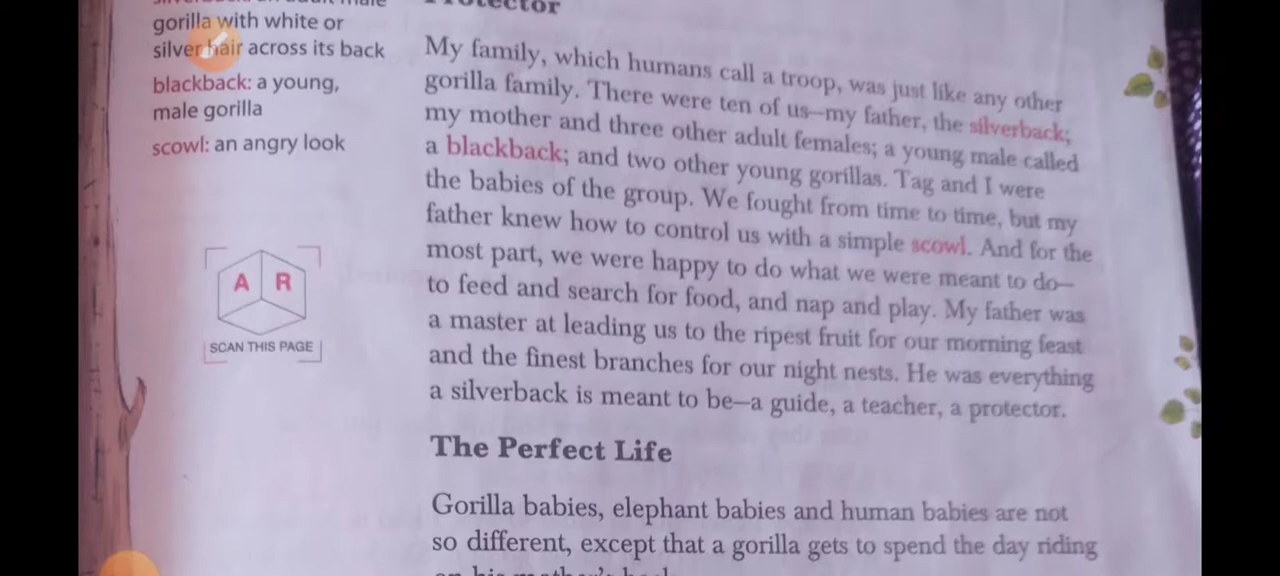 gorilla with white or
silver hair across its back
blackback: a young,
male gorilla
scowl: an angry look
A R
SCAN THIS PAGE
Protector
My family, which humans call a troop, was just like any other
gorilla family. There were ten of us—my father, the silverback;
my mother and three other adult females; a young male called
a blackback; and two other young gorillas. Tag and I were
the babies of the group. We fought from time to time, but my
father knew how to control us with a simple scowl. And for the
most part, we were happy to do what we were meant to do—
to feed and search for food, and nap and play. My father was
a master at leading us to the ripest fruit for our morning feast
and the finest branches for our night nests. He was everything
a silverback is meant to be—a guide, a teacher, a protector.
The Perfect Life
Gorilla babies, elephant babies and human babies are not
so different, except that a gorilla gets to spend the day riding